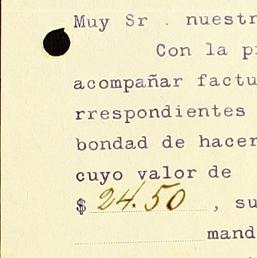 Muy Sr . nuestr
Con la p
acompañar factu
rrespondientes
bondad de hacer
cuyo valor de
$ 24.50 , su
mand